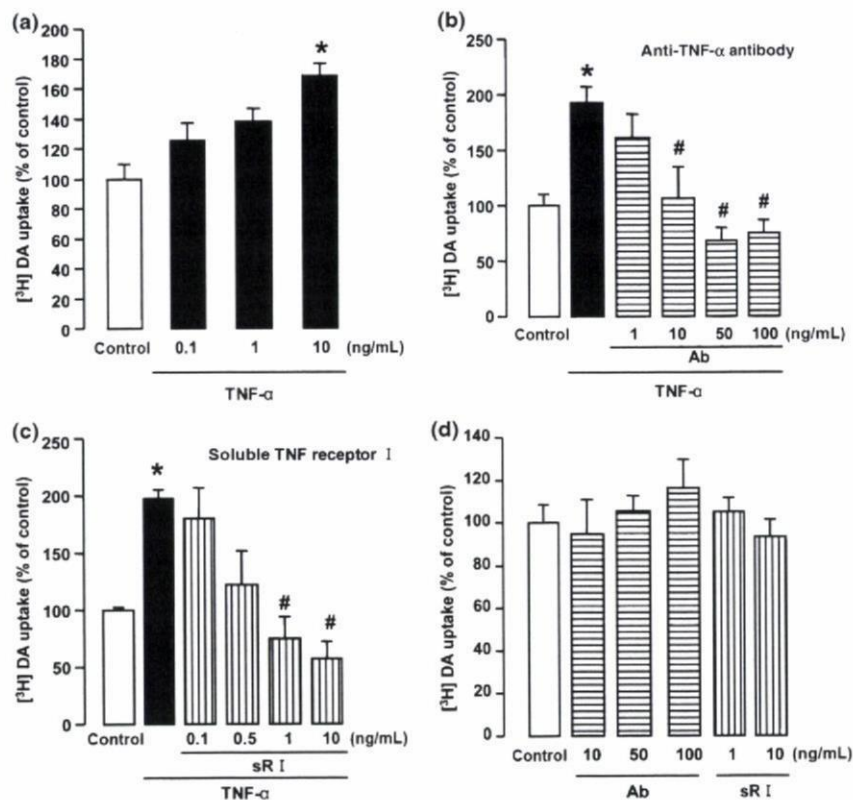 (a)
[³H] DA uptake (% of control)
200
180
160
140
120
100
80
60
40
20
0
*
Control 0.1 1 10 (ng/mL)
TNF-α
(b)
Anti-TNF-α antibody
[³H] DA uptake (% of control)
250
200
150
100
50
0
*
#
#
#
1 10 50 100 (ng/mL)
Control
Ab
TNF-α
(c)
Soluble TNF receptor I
[³H] DA uptake (% of control)
250
200
150
100
50
0
*
#
#
Control 0.1 0.5 1 10 (ng/mL)
sR I
TNF-α
(d)
[³H] DA uptake (% of control)
140
120
100
80
60
40
20
0
Control 10 50 100 1 10 (ng/mL)
Ab sR I